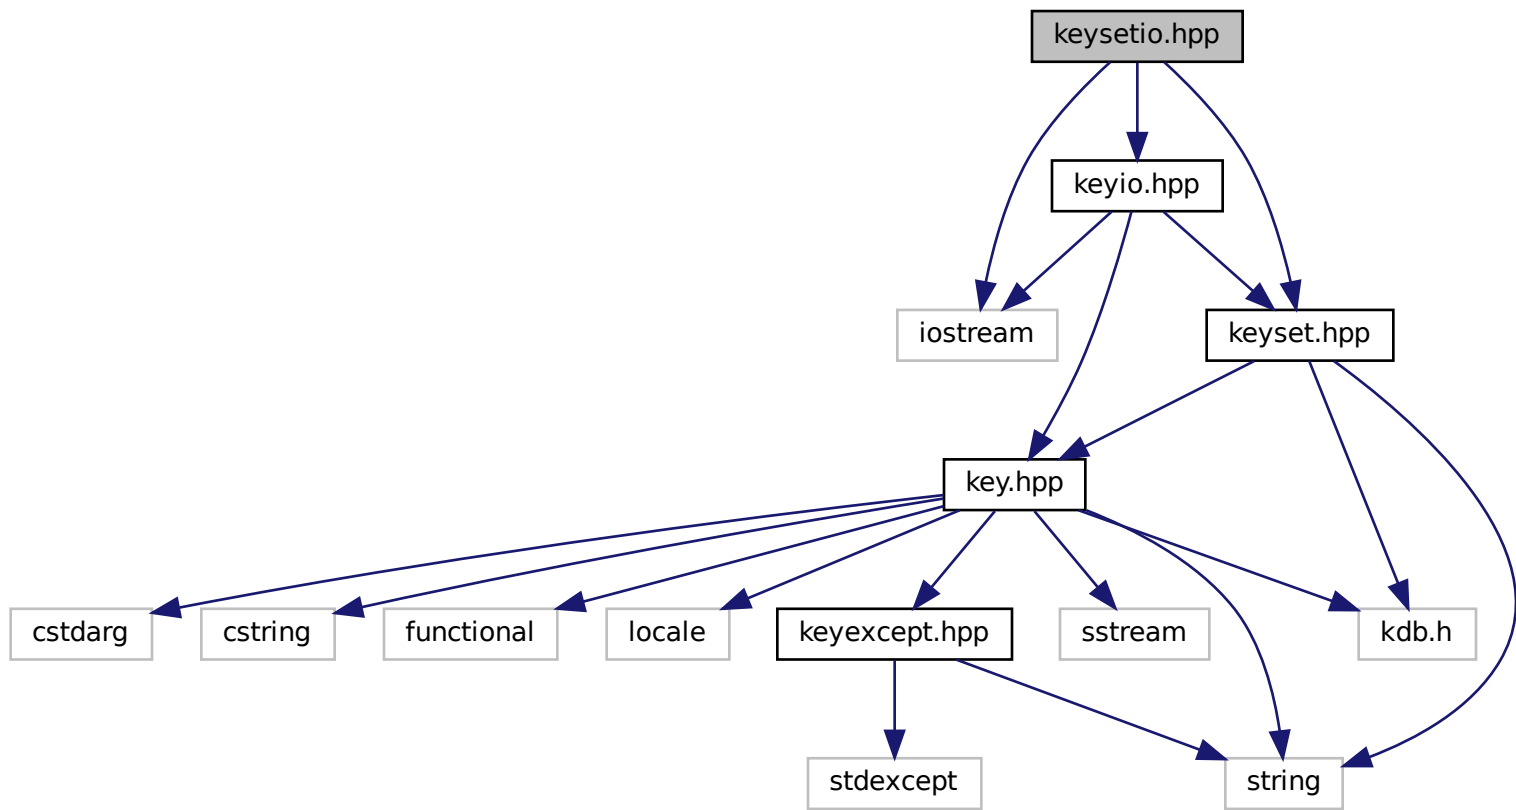 keysetio.hpp
keyio.hpp
iostream
keyset.hpp
key.hpp
cstdarg
cstring
functional
locale
keyexcept.hpp
sstream
kdb.h
stdexcept
string